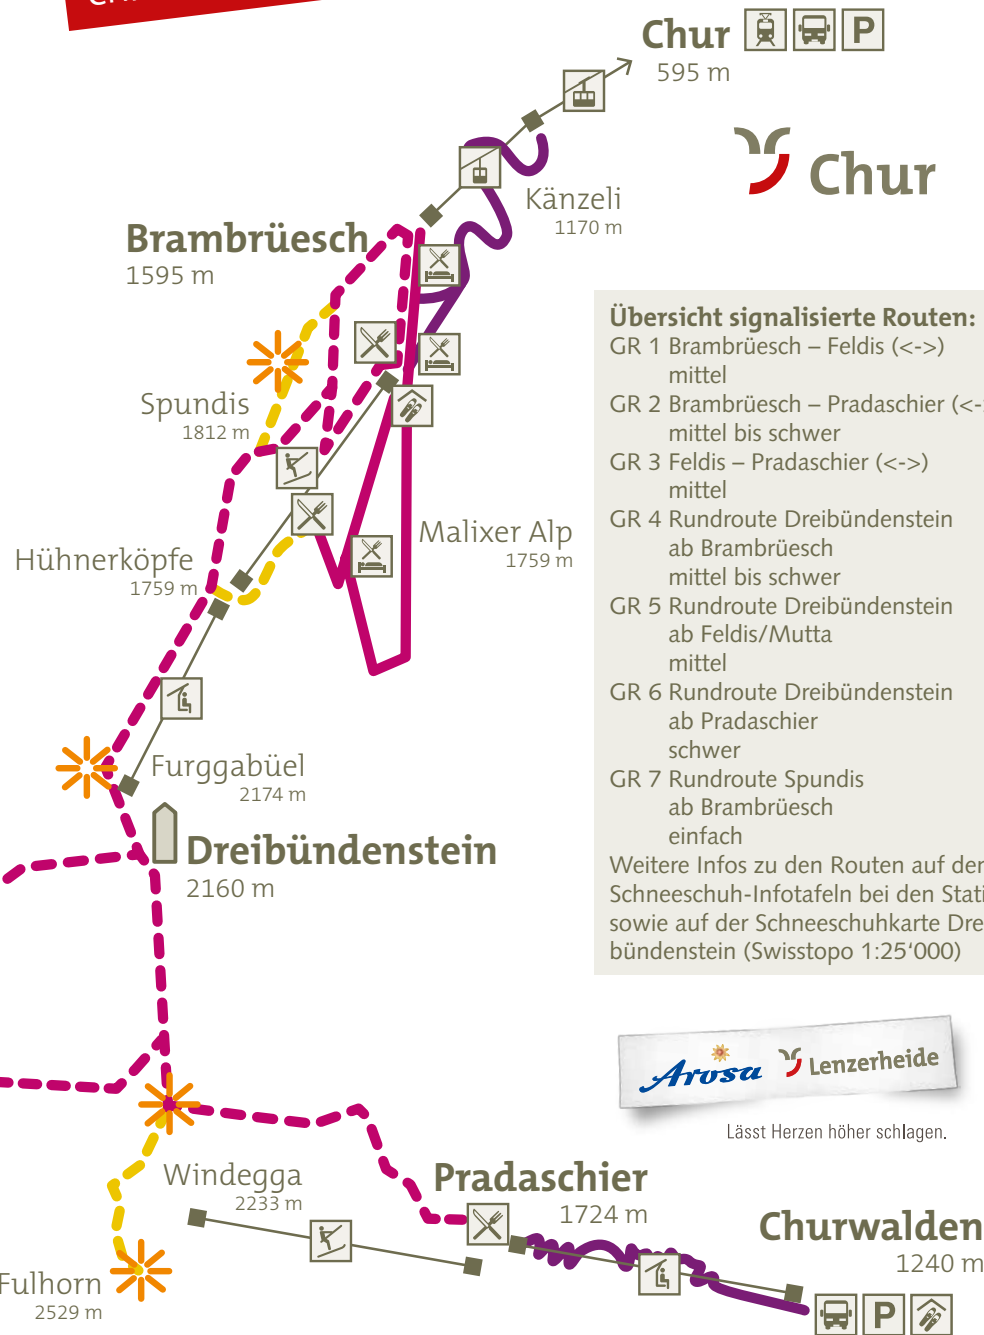 Chur
P
595 m
Chur
Känzeli
1170 m
Brambrüesch
1595 m
Übersicht signalisierte Routen:
GR 1 Brambrüesch – Feldis (<->)
mittel
GR 2 Brambrüesch – Pradaschier (<-
mittel bis schwer
GR 3 Feldis – Pradaschier (<->)
mittel
GR 4 Rundroute Dreibündenstein
ab Brambrüesch
mittel bis schwer
GR 5 Rundroute Dreibündenstein
ab Feldis/Mutta
mittel
GR 6 Rundroute Dreibündenstein
ab Pradaschier
schwer
GR 7 Rundroute Spundis
ab Brambrüesch
einfach
Weitere Infos zu den Routen auf den
Schneeschuh-Infotafeln bei den Stati
sowie auf der Schneeschuhkarte Drei
bündenstein (Swisstopo 1:25'000)
Spundis
1812 m
Malixer Alp
1759 m
Hühnerköpfe
1759 m
Furggabüel
2174 m
Dreibündenstein
2160 m
Arosa Lenzerheide
Lässt Herzen höher schlagen.
Windegga
2233 m
Pradaschier
1724 m
Churwalden
1240 m
Fulhorn
2529 m
P